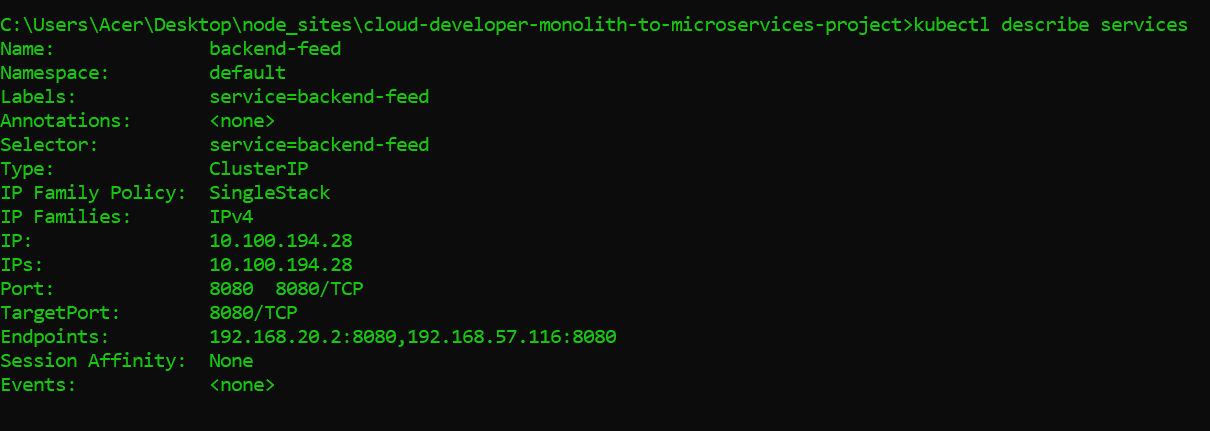 C:\Users\Acer\Desktop\node_sites\cloud-developer-monolith-to-microservices-project>kubectl describe services
Name:              backend-feed
Namespace:         default
Labels:            service=backend-feed
Annotations:       <none>
Selector:          service=backend-feed
Type:              ClusterIP
IP Family Policy:  SingleStack
IP Families:       IPv4
IP:                10.100.194.28
IPs:               10.100.194.28
Port:              8080  8080/TCP
TargetPort:        8080/TCP
Endpoints:         192.168.20.2:8080,192.168.57.116:8080
Session Affinity:  None
Events:            <none>